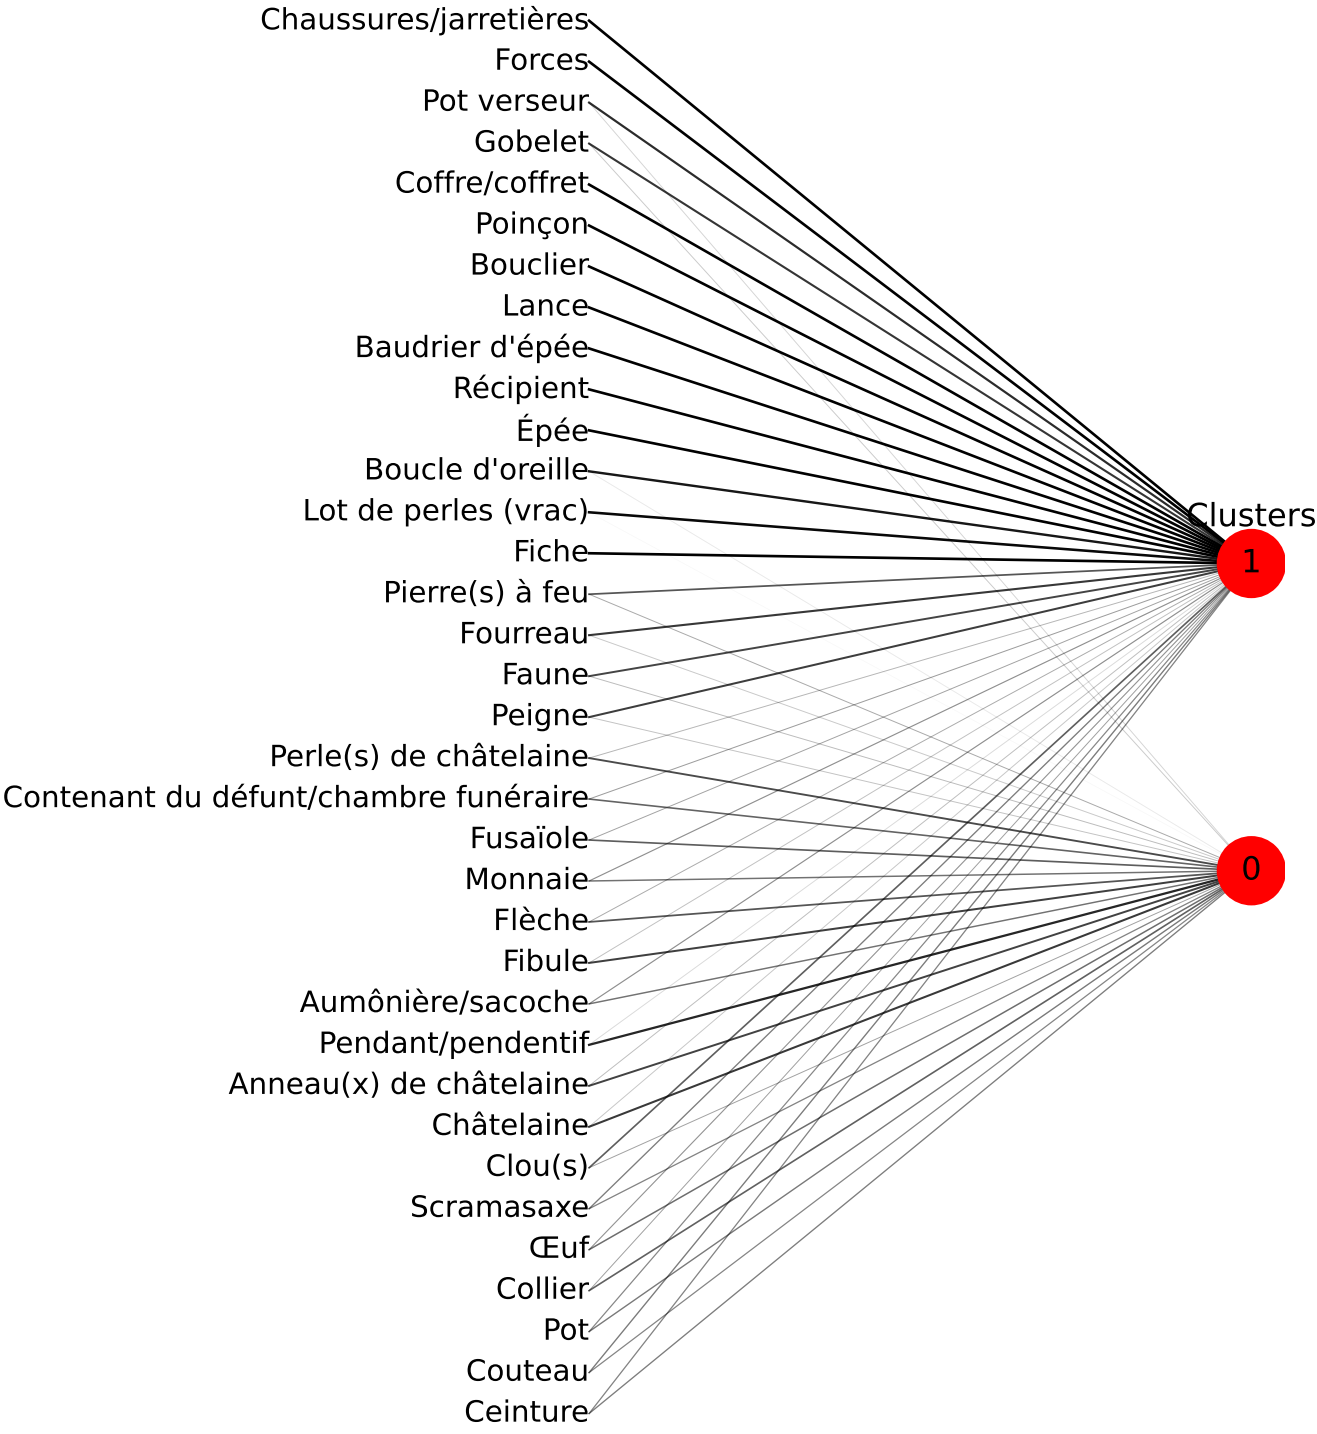 Chaussures/jarretières
Forces
Pot verseur
Gobelet
Coffre/coffret
Poinçon
Bouclier
Lance
Baudrier d'épée
Récipient
Épée
Boucle d'oreille
Lot de perles (vrac)
Clusters
Fiche
1
Pierre(s) à feu
Fourreau
Faune
Peigne
Perle(s) de châtelaine
Contenant du défunt/chambre funéraire
Fusaïole
0
Monnaie
Flèche
Fibule
Aumônière/sacoche
Pendant/pendentif
Anneau(x) de châtelaine
Châtelaine
Clou(s)
Scramasaxe
Œuf
Collier
Pot
Couteau
Ceinture